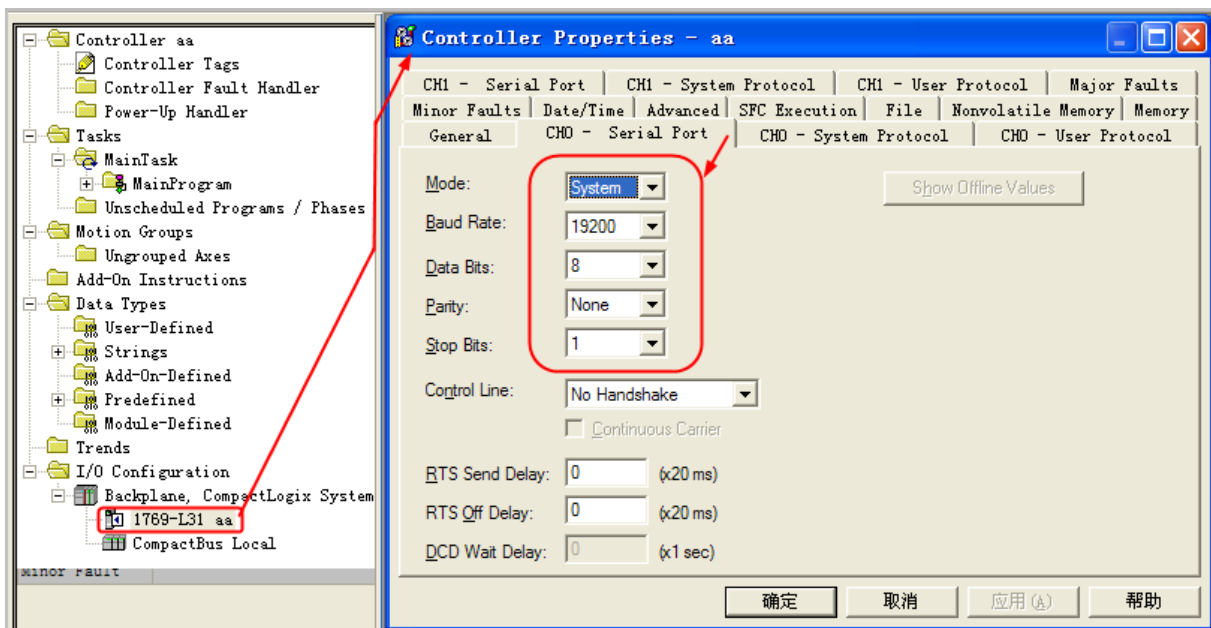 Controller aa
Controller Tags
Controller Fault Handler
Power-Up Handler
Tasks
MainTask
MainProgram
Unscheduled Programs / Phases
Motion Groups
Ungrouped Axes
Add-On Instructions
Data Types
User-Defined
Strings
Add-On-Defined
Predefined
Module-Defined
Trends
I/O Configuration
Backplane, CompactLogix System
1769-L31 aa
CompactBus Local
Minor Fault
Controller Properties - aa
CH1 - Serial Port CH1 - System Protocol CH1 - User Protocol Major Faults
Minor Faults Date/Time Advanced SFC Execution File Nonvolatile Memory Memory
General CH0 - Serial Port CH0 - System Protocol CH0 - User Protocol
Mode: System Show Offline Values
Baud Rate: 19200
Data Bits: 8
Parity: None
Stop Bits: 1
Control Line: No Handshake
Continuous Carrier
RTS Send Delay: 0 (x20 ms)
RTS Off Delay: 0 (x20 ms)
DCD Wait Delay: 0 (x1 sec)
确定 取消 应用(A) 帮助